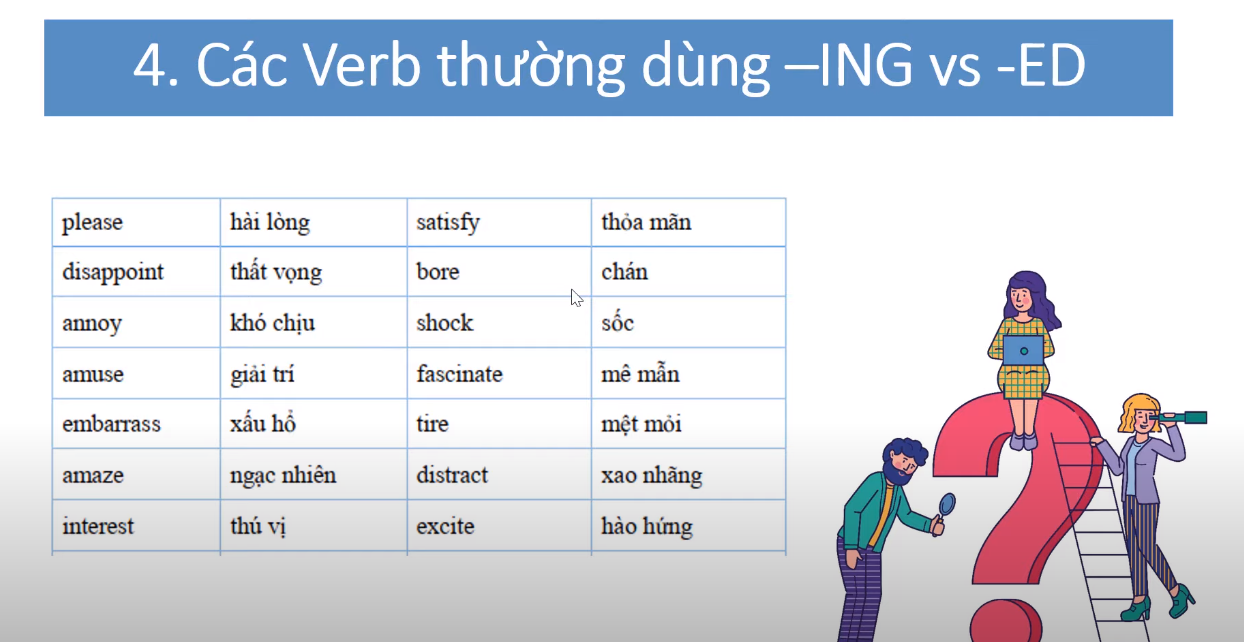 4. Các Verb thường dùng –ING vs -ED
please hài lòng satisfy thỏa mãn
disappoint thất vọng bore chán
annoy khó chịu shock sốc
amuse giải trí fascinate mê mẫn
embarrass xấu hổ tire mệt mỏi
amaze ngạc nhiên distract xao nhãng
interest thú vị excite hào hứng